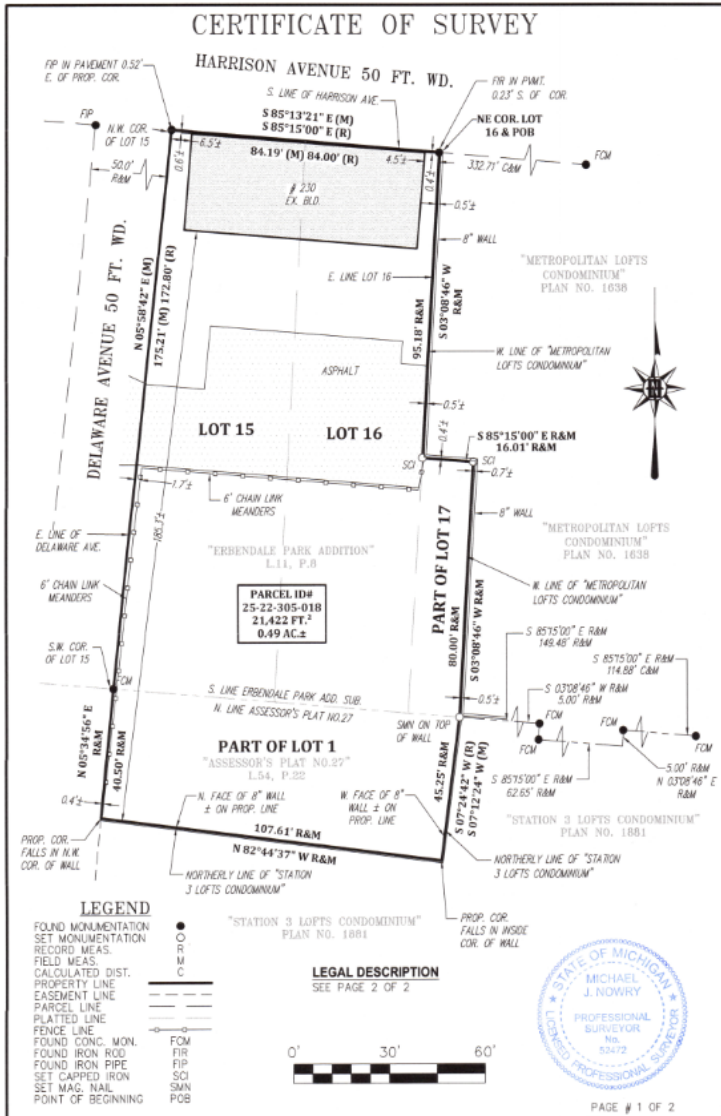 CERTIFICATE OF SURVEY
HARRISON AVENUE 50 FT. WD.
FIP IN PAVEMENT 0.52'
E. OF PROP. COR.
FIR IN PVMT.
0.23' S. OF COR.
S. LINE OF HARRISON AVE.
S 85°13'21" E (M)
S 85°15'00" E (R)
84.19' (M) 84.00' (R)
NE COR. LOT
16 & POB
FIP
N.W. COR.
OF LOT 15
FCM
332.71' C&M
50.0'
R&M
0.6'±
6.5'±
4.5'±
0.4'±
# 230
EX. BLD.
0.5'±
8" WALL
"METROPOLITAN LOFTS
CONDOMINIUM"
PLAN NO. 1638
E. LINE LOT 16
DELAWARE AVENUE 50 FT. WD.
N 05°58'42" E (M)
175.21' (M) 172.80' (R)
95.18' R&M
S 03°08'46" W
R&M
W. LINE OF "METROPOLITAN
LOFTS CONDOMINIUM"
N
ASPHALT
0.5'±
0.4'±
LOT 15
LOT 16
S 85°15'00" E R&M
16.01' R&M
SCI
SCI
0.7'±
1.7'±
6' CHAIN LINK
MEANDERS
8" WALL
185.3'±
E. LINE OF
DELAWARE AVE.
"ERBENDALE PARK ADDITION"
L.11, P.8
PART OF LOT 17
"METROPOLITAN LOFTS
CONDOMINIUM"
PLAN NO. 1638
6' CHAIN LINK
MEANDERS
W. LINE OF "METROPOLITAN
LOFTS CONDOMINIUM"
PARCEL ID#
25-22-305-018
21,422 FT.²
0.49 AC.±
80.00' R&M
S 03°08'46" W R&M
S 85°15'00" E R&M
149.48' R&M
S.W. COR.
OF LOT 15
S 85°15'00" E R&M
114.88' C&M
FCM
S. LINE ERBENDALE PARK ADD. SUB.
N. LINE ASSESSOR'S PLAT NO.27
0.5'±
S 03°08'46" W R&M
5.00' R&M
SMN ON TOP
OF WALL
FCM
FCM
FCM
FCM
N 05°34'56" E
R&M
40.50' R&M
PART OF LOT 1
"ASSESSOR'S PLAT NO.27"
L.54, P.22
5.00' R&M
N 03°08'46" E
R&M
S 85°15'00" E R&M
62.65' R&M
45.25' R&M
S 07°24'42" W (R)
S 07°12'24" W (M)
0.4'±
N. FACE OF 8" WALL
± ON PROP. LINE
W. FACE OF 8"
WALL ± ON
PROP. LINE
"STATION 3 LOFTS CONDOMINIUM"
PLAN NO. 1881
PROP. COR.
FALLS IN N.W.
COR. OF WALL
107.61' R&M
N 82°44'37" W R&M
NORTHERLY LINE OF "STATION
3 LOFTS CONDOMINIUM"
NORTHERLY LINE OF "STATION
3 LOFTS CONDOMINIUM"
PROP. COR.
FALLS IN INSIDE
COR. OF WALL
"STATION 3 LOFTS CONDOMINIUM"
PLAN NO. 1881
LEGEND
FOUND MONUMENTATION
SET MONUMENTATION
RECORD MEAS. R
FIELD MEAS. M
CALCULATED DIST. C
PROPERTY LINE
EASEMENT LINE
PARCEL LINE
PLATTED LINE
FENCE LINE
FOUND CONC. MON. FCM
FOUND IRON ROD FIR
FOUND IRON PIPE FIP
SET CAPPED IRON SCI
SET MAG. NAIL SMN
POINT OF BEGINNING POB
LEGAL DESCRIPTION
SEE PAGE 2 OF 2
0' 30' 60'
STATE OF MICHIGAN
MICHAEL
J. NOWRY
PROFESSIONAL
SURVEYOR
No.
52472
LICENSED PROFESSIONAL SURVEYOR
PAGE # 1 OF 2